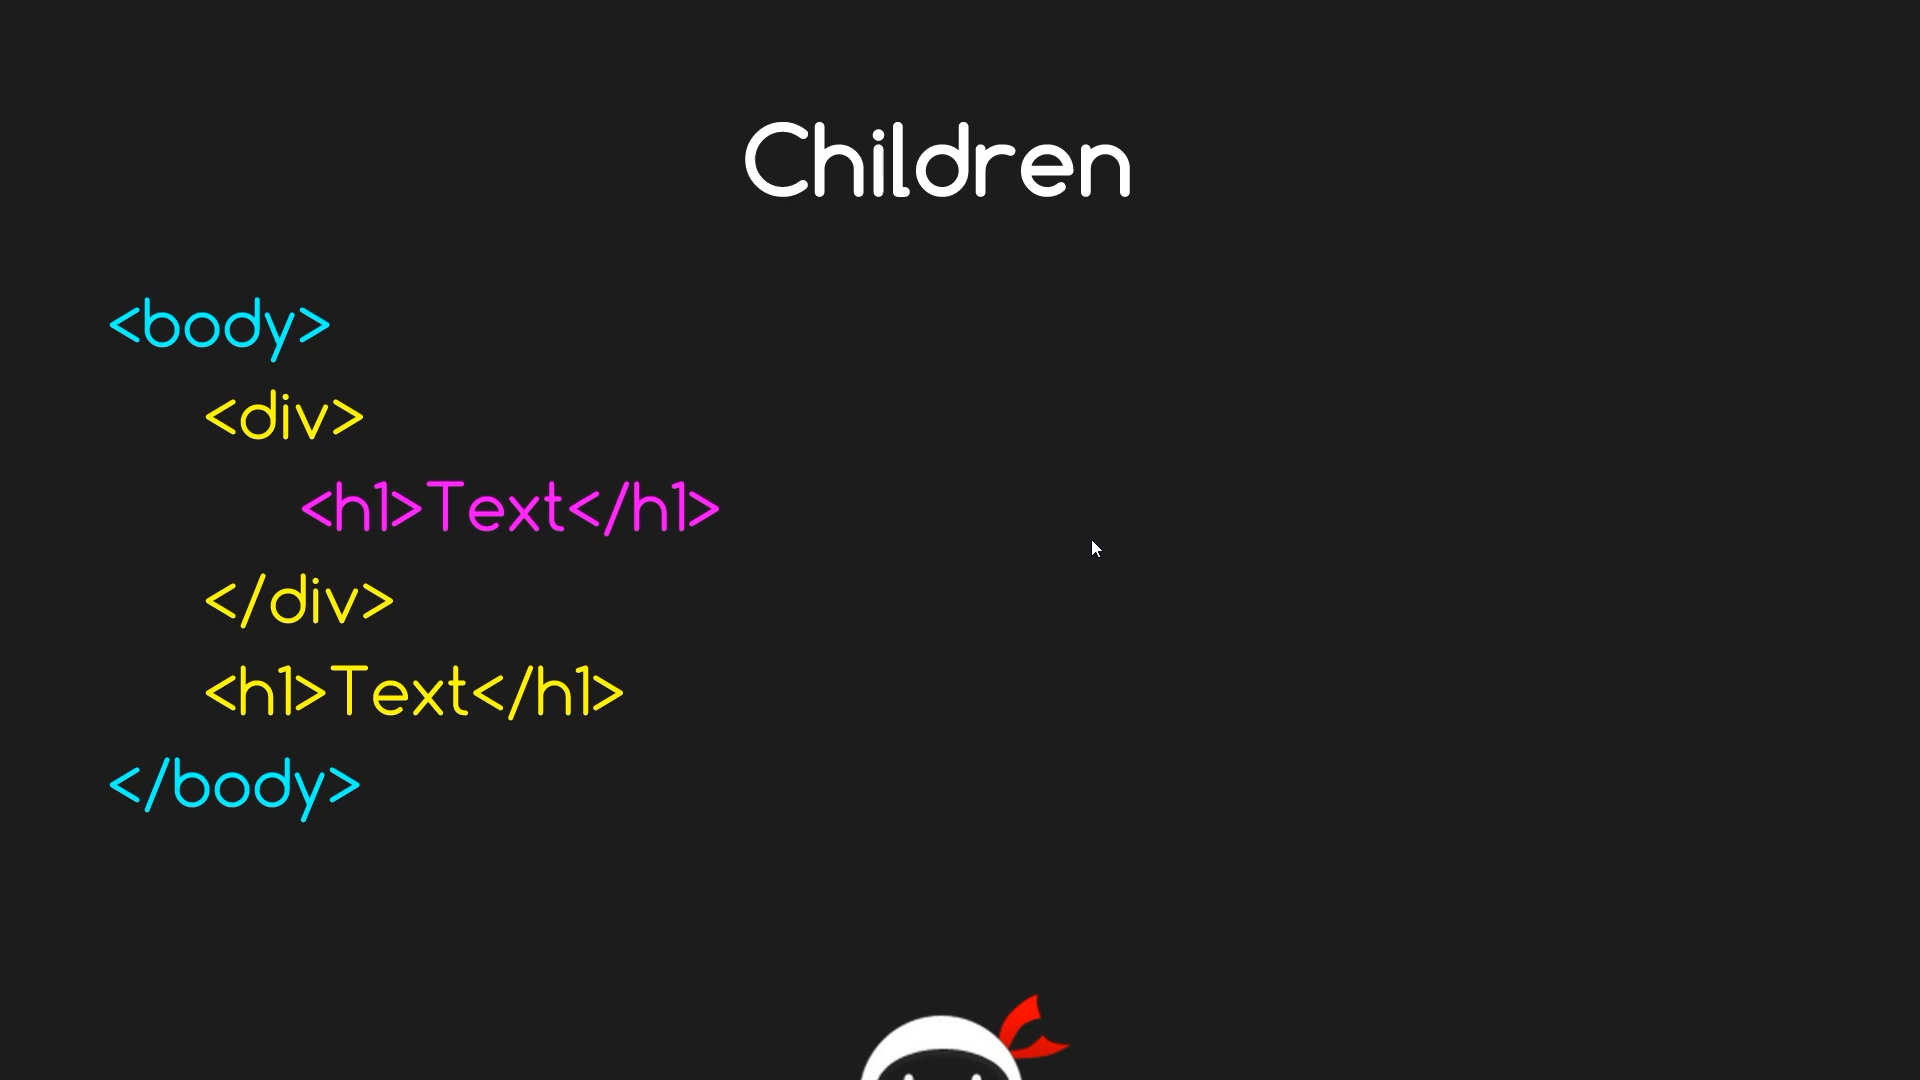 Children
<body>
<div>
<h1>Text</h1>
</div>
<h1>Text</h1>
</body>